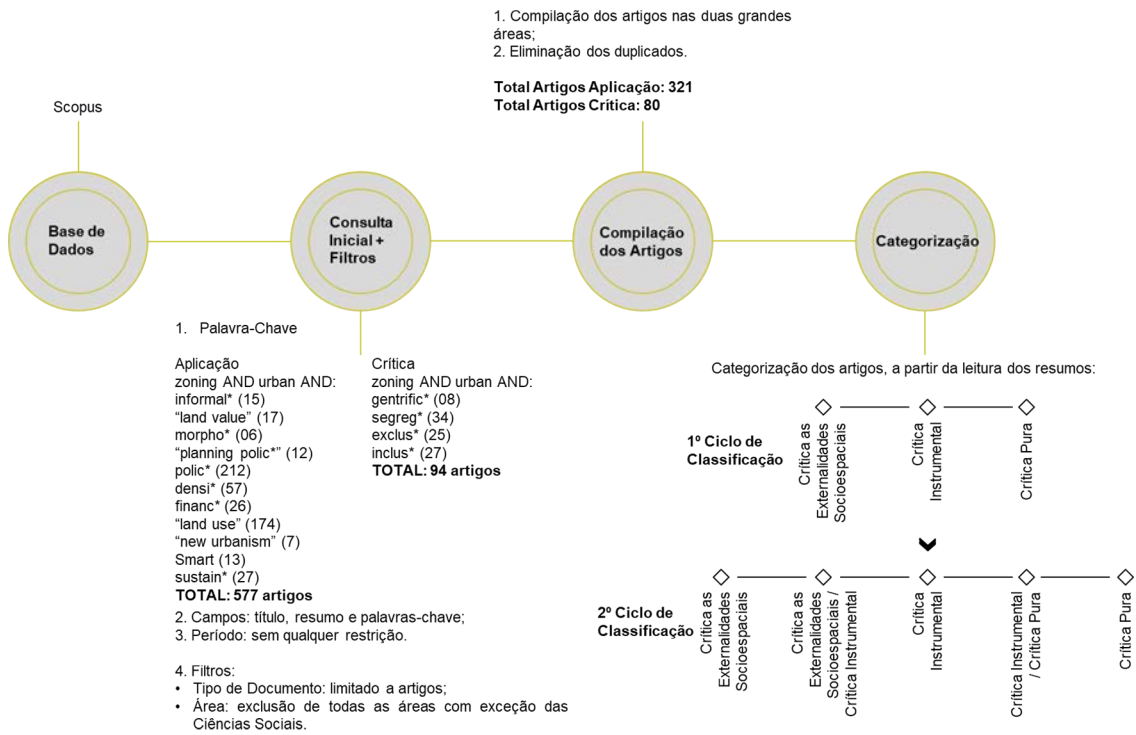 1. Compilação dos artigos nas duas grandes
áreas;
2. Eliminação dos duplicados.
Total Artigos Aplicação: 321
Total Artigos Crítica: 80
Scopus
Base de
Dados
Consulta
Inicial +
Filtros
Compilação
dos Artigos
Categorização
1. Palavra-Chave
Aplicação
zoning AND urban AND:
informal* (15)
“land value” (17)
morpho* (06)
“planning polic*” (12)
polic* (212)
densi* (57)
financ* (26)
“land use” (174)
“new urbanism” (7)
Smart (13)
sustain* (27)
TOTAL: 577 artigos
Crítica
zoning AND urban AND:
gentrific* (08)
segreg* (34)
exclus* (25)
inclus* (27)
TOTAL: 94 artigos
2. Campos: título, resumo e palavras-chave;
3. Período: sem qualquer restrição.
4. Filtros:
• Tipo de Documento: limitado a artigos;
• Área: exclusão de todas as áreas com exceção das
Ciências Sociais.
Categorização dos artigos, a partir da leitura dos resumos:
1º Ciclo de
Classificação
Crítica as
Externalidades
Socioespaciais
Crítica
Instrumental
Crítica Pura
2º Ciclo de
Classificação
Crítica as
Externalidades
Socioespaciais
Crítica as
Externalidades
Socioespaciais /
Crítica Instrumental
Crítica
Instrumental
Crítica Instrumental
/ Crítica Pura
Crítica Pura